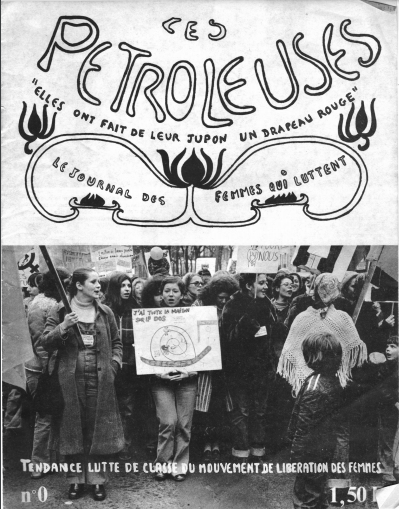 LES
PETROLEUSES
"ELLES ONT FAIT DE LEUR JUPON UN DRAPEAU ROUGE"
LE JOURNAL DES FEMMES QUI LUTTENT
J'AI TOUTE LA MAISON
SUR LE DOS
TENDANCE LUTTE DE CLASSE DU MOUVEMENT DE LIBERATION DES FEMMES
n°0
1,50 F